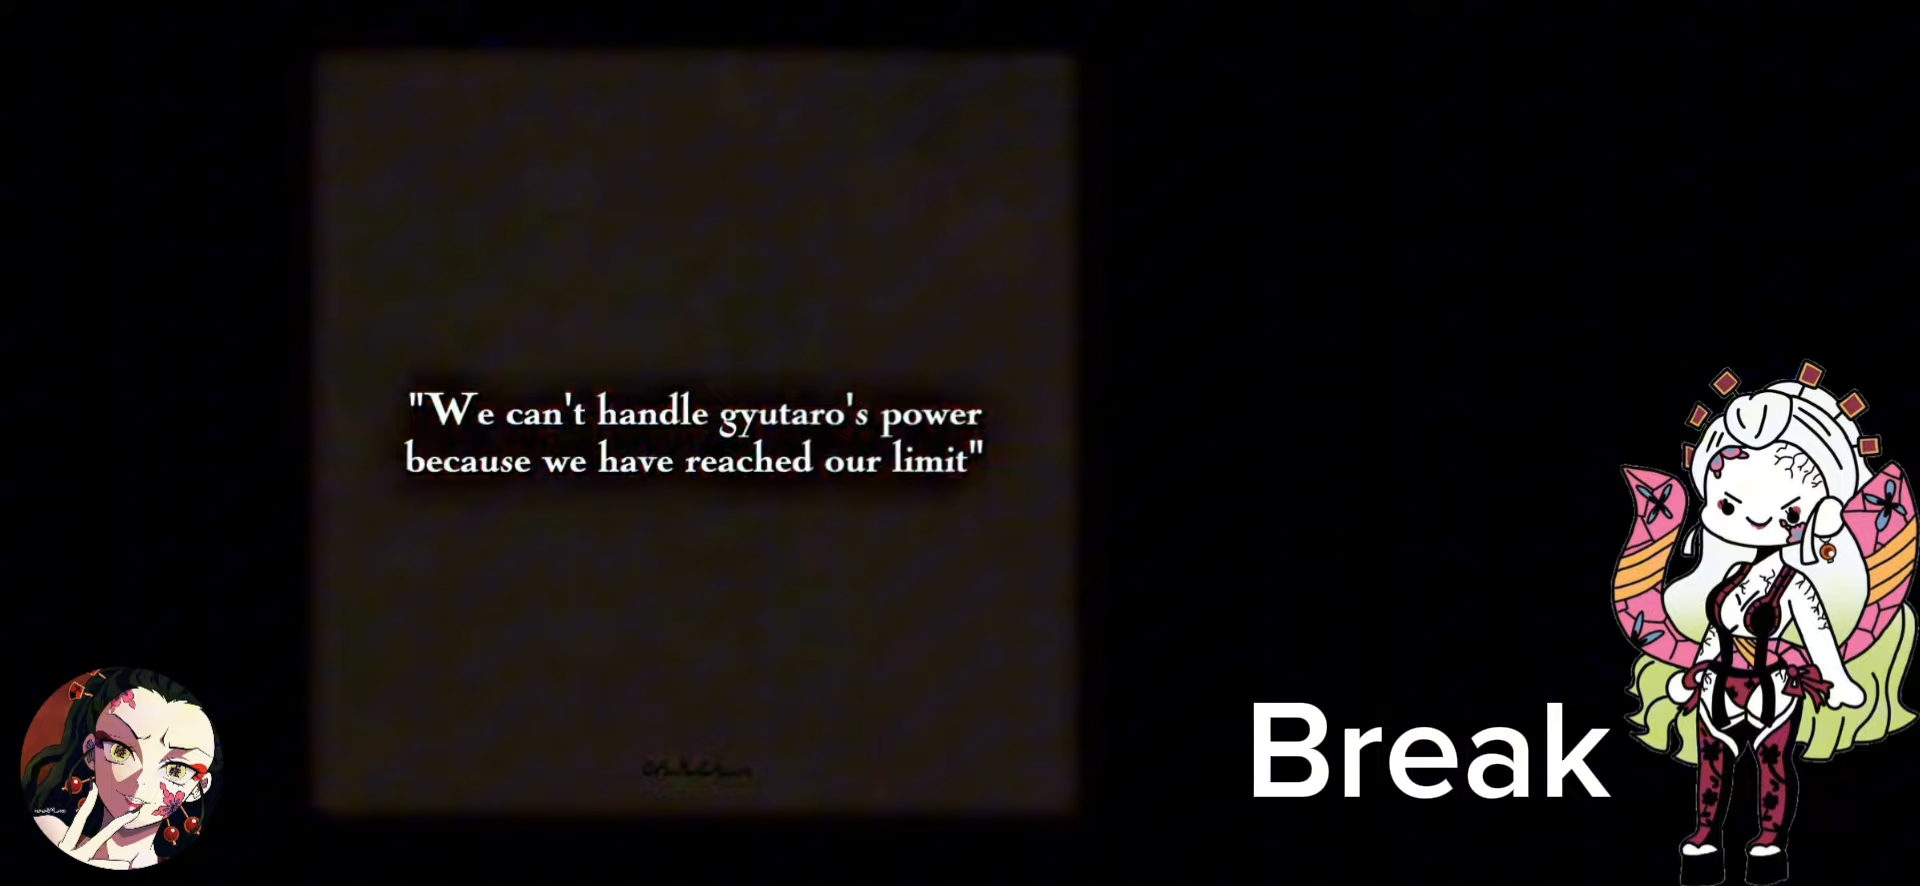 "We can't handle gyutaro's power
because we have reached our limit"
Break